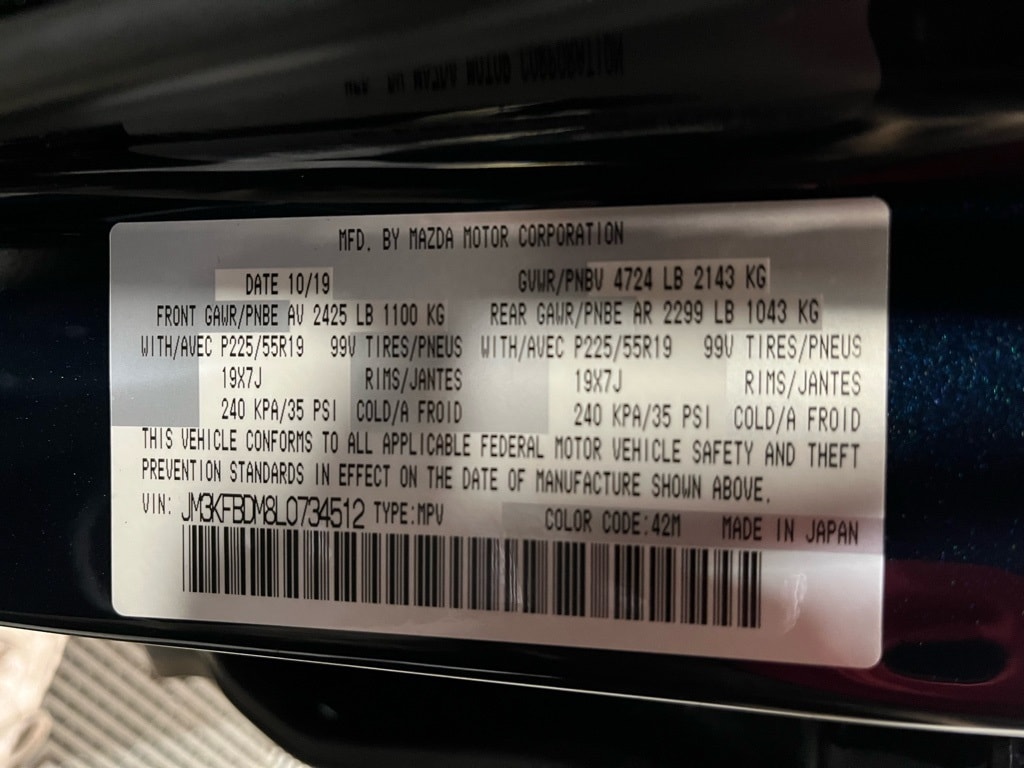 MFD. BY MAZDA MOTOR CORPORATION
DATE 10/19 GVWR/PNBV 4724 LB 2143 KG
FRONT GAWR/PNBE AV 2425 LB 1100 KG REAR GAWR/PNBE AR 2299 LB 1043 KG
WITH/AVEC P225/55R19 99V TIRES/PNEUS WITH/AVEC P225/55R19 99V TIRES/PNEUS
19X7J RIMS/JANTES 19X7J RIMS/JANTES
240 KPA/35 PSI COLD/A FROID 240 KPA/35 PSI COLD/A FROID
THIS VEHICLE CONFORMS TO ALL APPLICABLE FEDERAL MOTOR VEHICLE SAFETY AND THEFT
PREVENTION STANDARDS IN EFFECT ON THE DATE OF MANUFACTURE SHOWN ABOVE.
VIN: JM3KFBDM8L0734512 TYPE:MPV COLOR CODE:42M MADE IN JAPAN